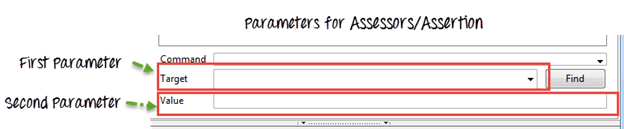 Parameters for Assessors/Assertion
Command
First Parameter
Target
Find
Second Parameter
Value